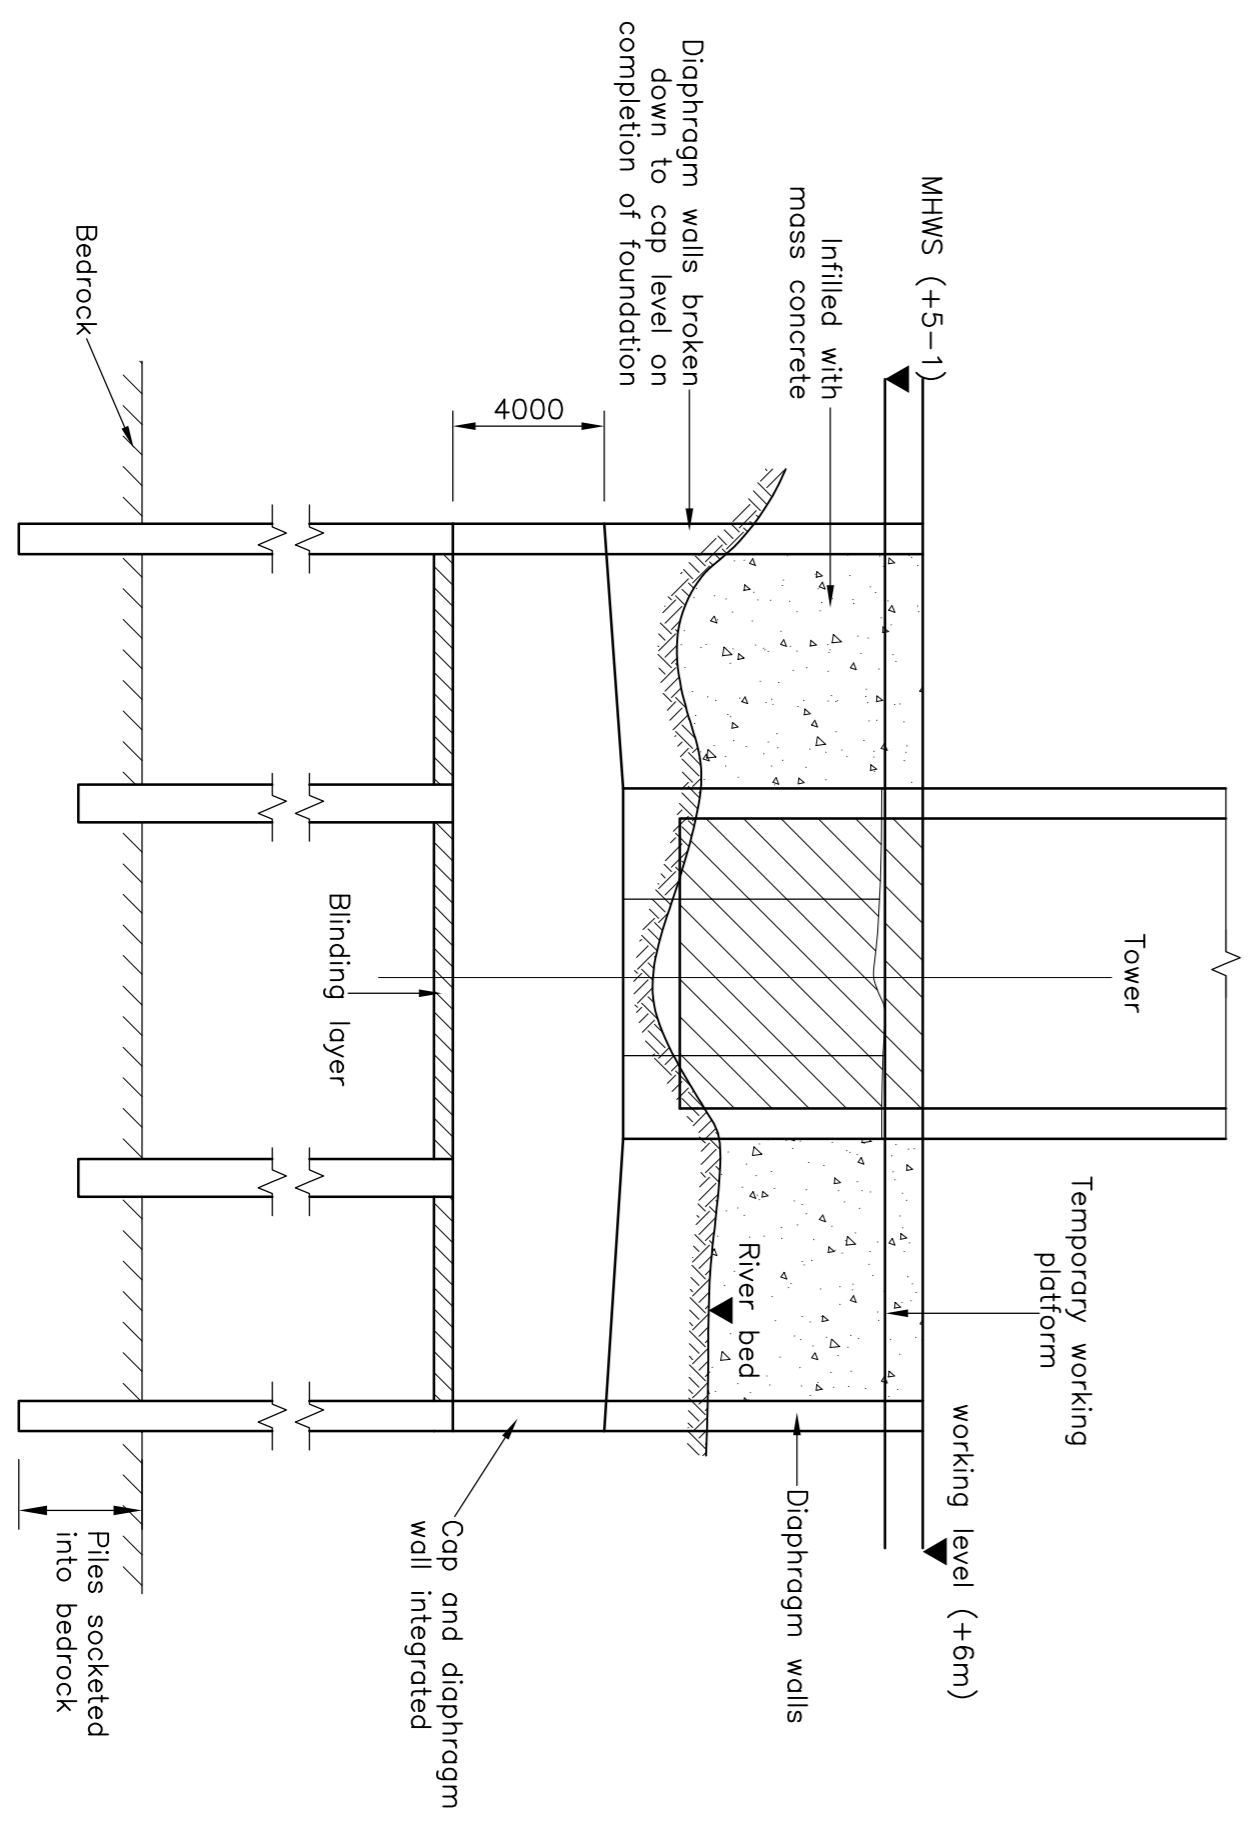 Tower
Temporary working
platform
working level (+6m)
MHWS (+5-1)
Infilled with
mass concrete
Diaphragm walls broken
down to cap level on
completion of foundation
River bed
Diaphragm walls
4000
Cap and diaphragm
wall integrated
Blinding layer
Bedrock
Piles socketed
into bedrock